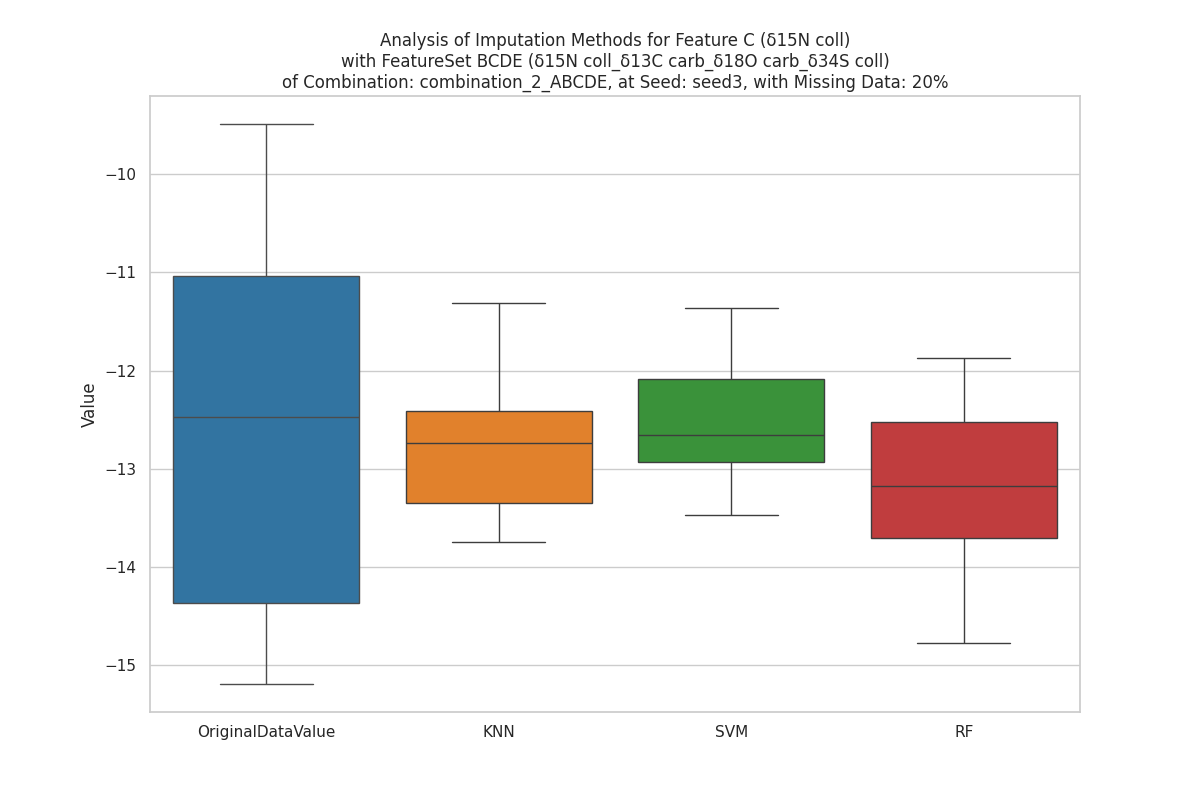 Analysis of Imputation Methods for Feature C (δ15N coll)
with FeatureSet BCDE (δ15N coll_δ13C carb_δ18O carb_δ34S coll)
of Combination: combination_2_ABCDE, at Seed: seed3, with Missing Data: 20%
−10
−11
−12
−13
−14
−15
Value
OriginalDataValue
KNN
SVM
RF